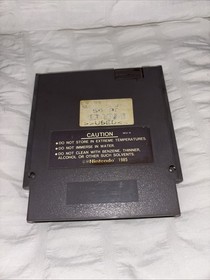 CAUTION
• DO NOT STORE IN EXTREME TEMPERATURES.
• DO NOT IMMERSE IN WATER.
• DO NOT CLEAN WITH BENZENE, THINNER,
ALCOHOL OR OTHER SUCH SOLVENTS.
©Nintendo 1985